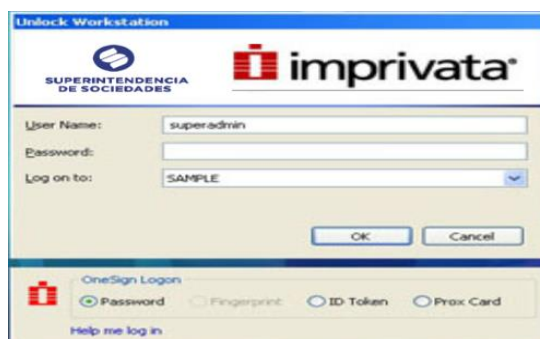 Unlock Workstation
SUPERINTENDENCIA
DE SOCIEDADES
imprivata
User Name: superadmin
Password:
Log on to: SAMPLE
OK Cancel
OneSign Logon
Password Fingerprint ID Token Prox Card
Help me log in